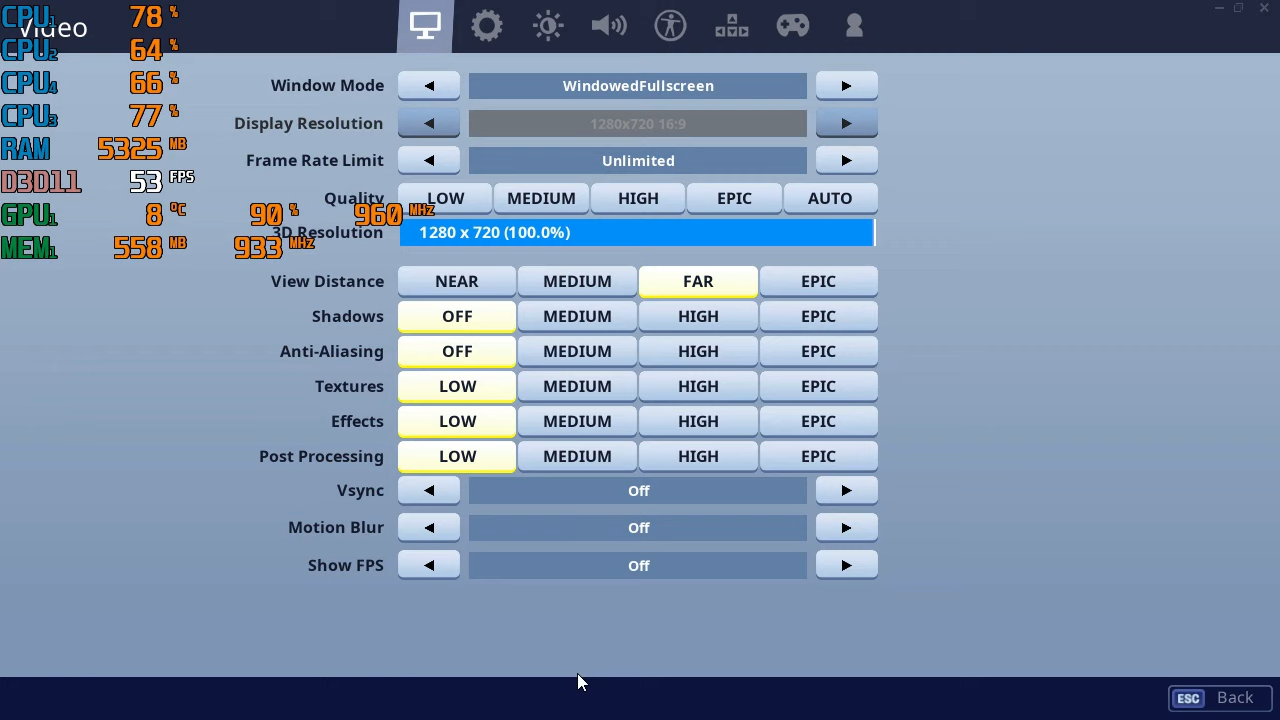 Video
CPU1 78 %
CPU2 64 %
CPU4 66 %
CPU3 77 %
RAM 5325 MB
D3D11 53 FPS
GPU1 8 °C 90 % 960 MHz
MEM1 558 MB 933 MHz
Window Mode WindowedFullscreen
Display Resolution 1280x720 16:9
Frame Rate Limit Unlimited
Quality LOW MEDIUM HIGH EPIC AUTO
3D Resolution 1280 x 720 (100.0%)
View Distance NEAR MEDIUM FAR EPIC
Shadows OFF MEDIUM HIGH EPIC
Anti-Aliasing OFF MEDIUM HIGH EPIC
Textures LOW MEDIUM HIGH EPIC
Effects LOW MEDIUM HIGH EPIC
Post Processing LOW MEDIUM HIGH EPIC
Vsync Off
Motion Blur Off
Show FPS Off
ESC Back